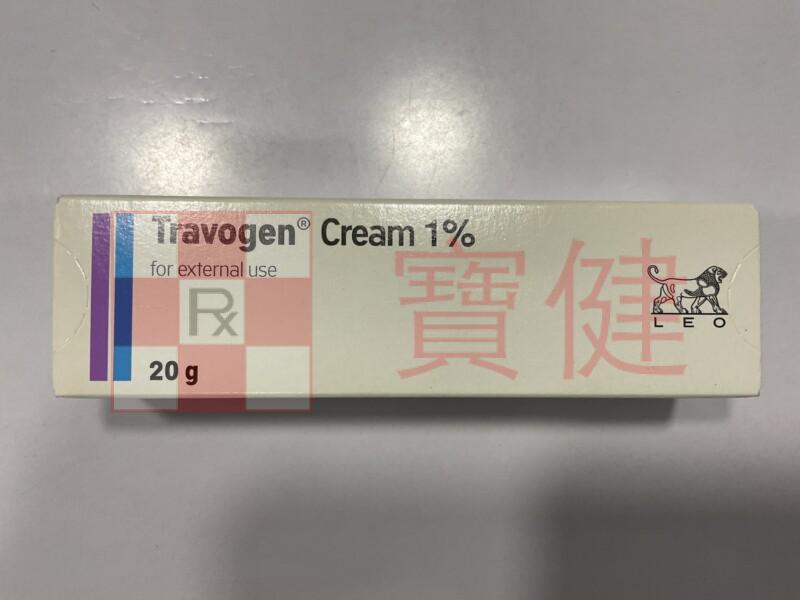 Travogen® Cream 1%
for external use
Rx
20 g
寶健
LEO